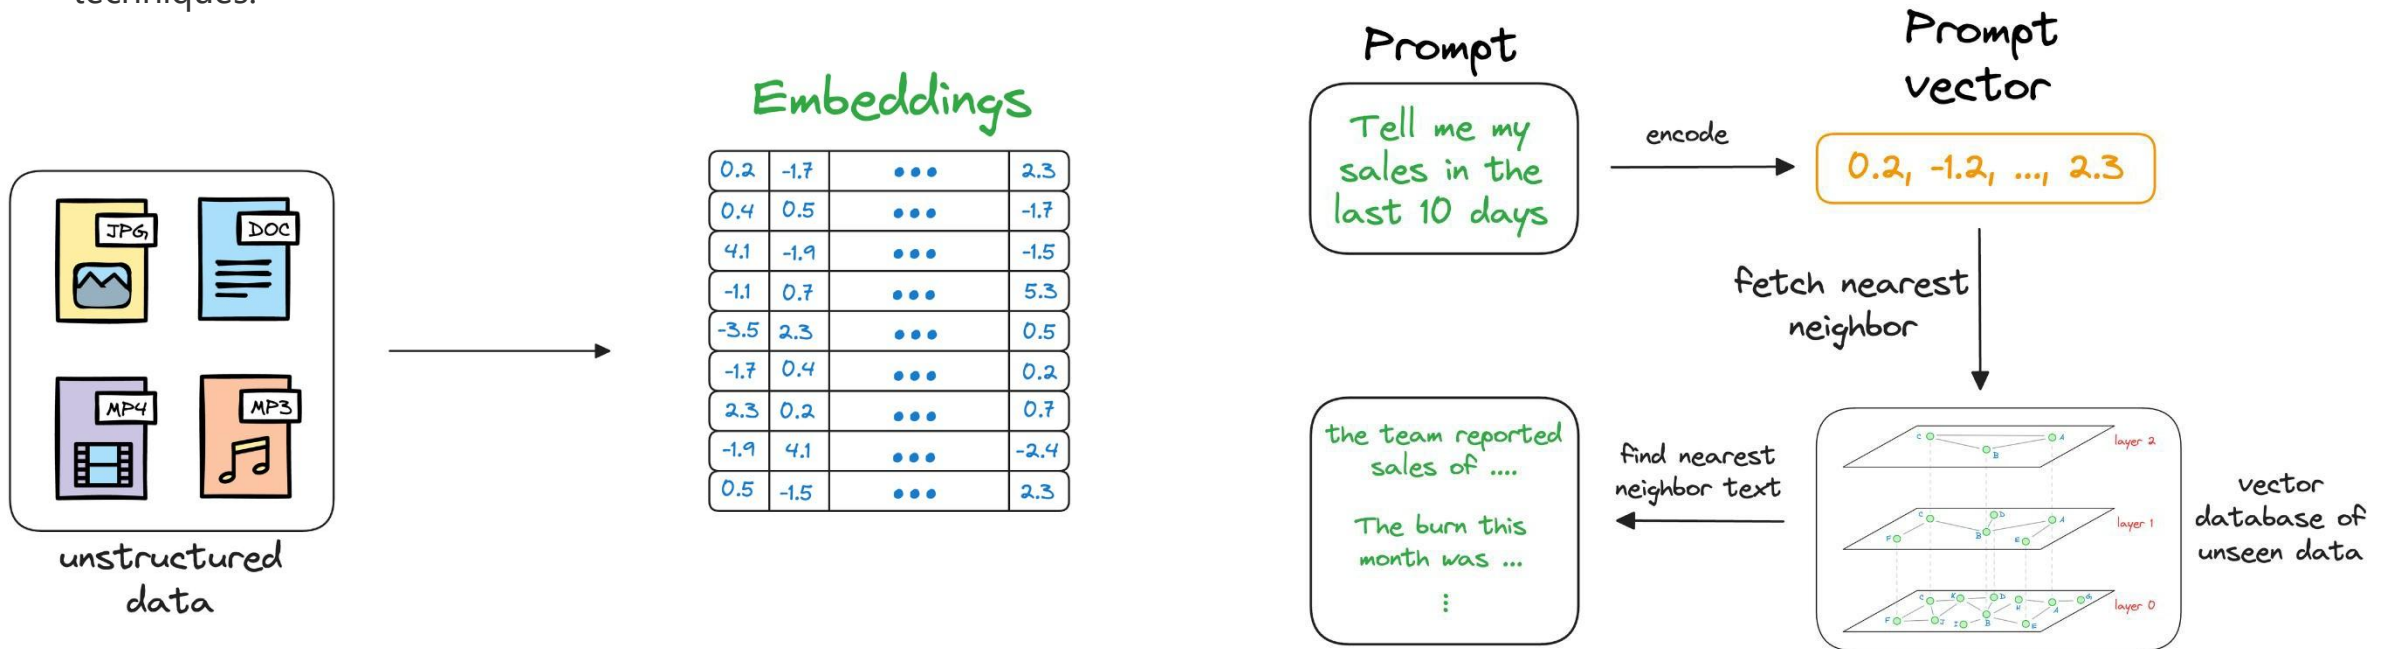 techniques.
Embeddings
0.2 -1.7 ... 2.3
0.4 0.5 ... -1.7
4.1 -1.9 ... -1.5
-1.1 0.7 ... 5.3
-3.5 2.3 ... 0.5
-1.7 0.4 ... 0.2
2.3 0.2 ... 0.7
-1.9 4.1 ... -2.4
0.5 -1.5 ... 2.3
JPG
DOC
MP4
MP3
unstructured
data
Prompt
Tell me my
sales in the
last 10 days
encode
Prompt
vector
0.2, -1.2, ..., 2.3
fetch nearest
neighbor
C A B layer 2
C D A F B E layer 1
C K D H A G F J I B E layer 0
vector
database of
unseen data
find nearest
neighbor text
the team reported
sales of ....
The burn this
month was ...
⋮